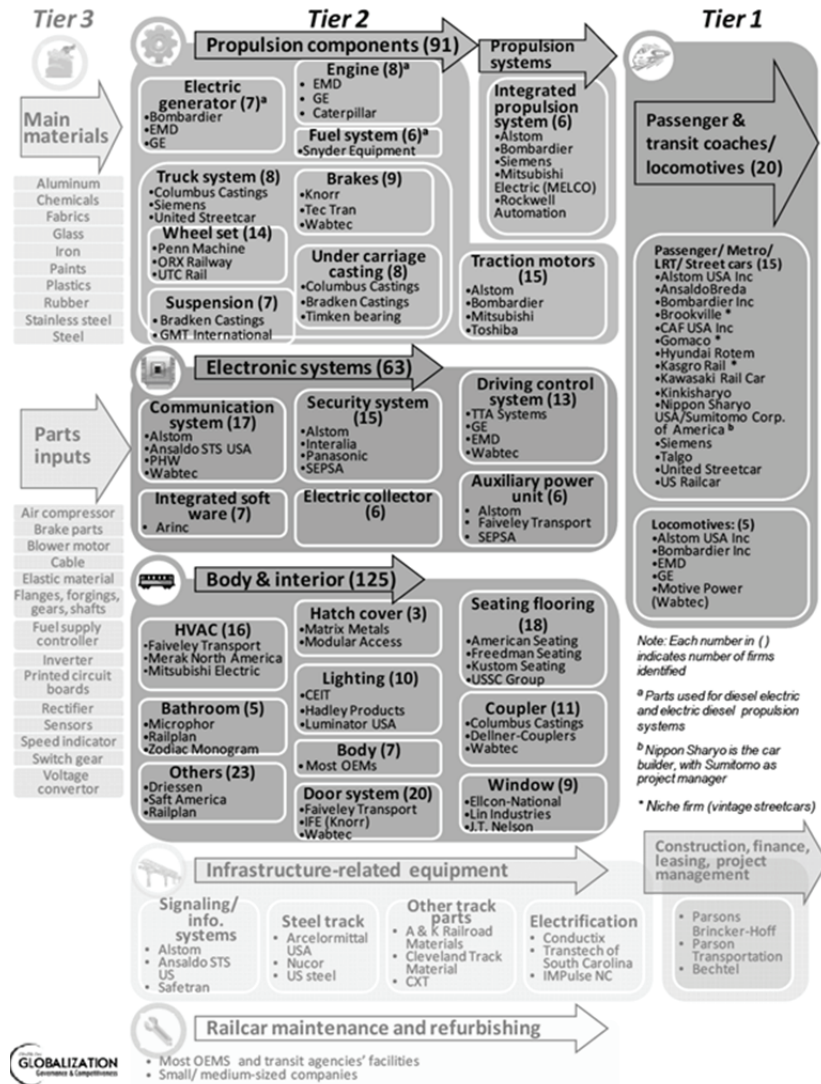 Tier 3
Tier 2
Tier 1
Main
materials
Aluminum
Chemicals
Fabrics
Glass
Iron
Paints
Plastics
Rubber
Stainless steel
Steel
Parts
inputs
Air compressor
Brake parts
Blower motor
Cable
Elastic material
Flanges, forgings,
gears, shafts
Fuel supply
controller
Inverter
Printed circuit
boards
Rectifier
Sensors
Speed indicator
Switch gear
Voltage
convertor
Propulsion components (91)
Electric
generator (7)ᵃ
•Bombardier
•EMD
•GE
Engine (8)ᵃ
• EMD
• GE
• Caterpillar
Fuel system (6)ᵃ
•Snyder Equipment
Truck system (8)
•Columbus Castings
•Siemens
•United Streetcar
Wheel set (14)
•Penn Machine
•ORX Railway
•UTC Rail
Suspension (7)
•Bradken Castings
•GMT International
Brakes (9)
•Knorr
•Tec Tran
•Wabtec
Under carriage
casting (8)
•Columbus Castings
•Bradken Castings
•Timken bearing
Propulsion
systems
Integrated
propulsion
system (6)
•Alstom
•Bombardier
•Siemens
•Mitsubishi
Electric (MELCO)
•Rockwell
Automation
Traction motors
(15)
•Alstom
•Bombardier
•Mitsubishi
•Toshiba
Electronic systems (63)
Communication
system (17)
•Alstom
•Ansaldo STS USA
•PHW
•Wabtec
Integrated soft
ware (7)
• Arinc
Security system
(15)
•Alstom
•Interalia
•Panasonic
•SEPSA
Electric collector
(6)
Driving control
system (13)
•TTA Systems
•GE
•EMD
•Wabtec
Auxiliary power
unit (6)
• Alstom
• Faiveley Transport
• SEPSA
Body & interior (125)
HVAC (16)
•Faiveley Transport
•Merak North America
•Mitsubishi Electric
Bathroom (5)
•Microphor
•Railplan
•Zodiac Monogram
Others (23)
•Driessen
•Saft America
•Railplan
Hatch cover (3)
•Matrix Metals
•Modular Access
Lighting (10)
•CEIT
•Hadley Products
•Luminator USA
Body (7)
•Most OEMs
Door system (20)
•Faiveley Transport
•IFE (Knorr)
•Wabtec
Seating flooring
(18)
•American Seating
•Freedman Seating
•Kustom Seating
•USSC Group
Coupler (11)
•Columbus Castings
•Dellner-Couplers
•Wabtec
Window (9)
•Ellcon-National
•Lin Industries
•J.T. Nelson
Passenger &
transit coaches/
locomotives (20)
Passenger/ Metro/
LRT/ Street cars (15)
•Alstom USA Inc
•AnsaldoBreda
•Bombardier Inc
•Brookville *
•CAF USA Inc
•Gomaco *
•Hyundai Rotem
•Kasgro Rail *
•Kawasaki Rail Car
•Kinkisharyo
•Nippon Sharyo
USA/Sumitomo Corp.
of America ᵇ
•Siemens
•Talgo
•United Streetcar
•US Railcar
Locomotives: (5)
•Alstom USA Inc
•Bombardier Inc
•EMD
•GE
•Motive Power
(Wabtec)
Note: Each number in ( )
indicates number of firms
identified
ᵃ Parts used for diesel electric
and electric diesel propulsion
systems
ᵇ Nippon Sharyo is the car
builder, with Sumitomo as
project manager
* Niche firm (vintage streetcars)
Infrastructure-related equipment
Signaling/
info.
systems
• Alstom
• Ansaldo STS
US
• Safetran
Steel track
• Arcelormittal
USA
• Nucor
• US steel
Other track
parts
• A & K Railroad
Materials
• Cleveland Track
Material
• CXT
Electrification
• Conductix
• Transtech of
South Carolina
• IMPulse NC
Construction, finance,
leasing, project
management
• Parsons
Brincker-Hoff
• Parson
Transportation
• Bechtel
Railcar maintenance and refurbishing
• Most OEMS and transit agencies' facilities
• Small/ medium-sized companies
GLOBALIZATION
Governance & Competitiveness